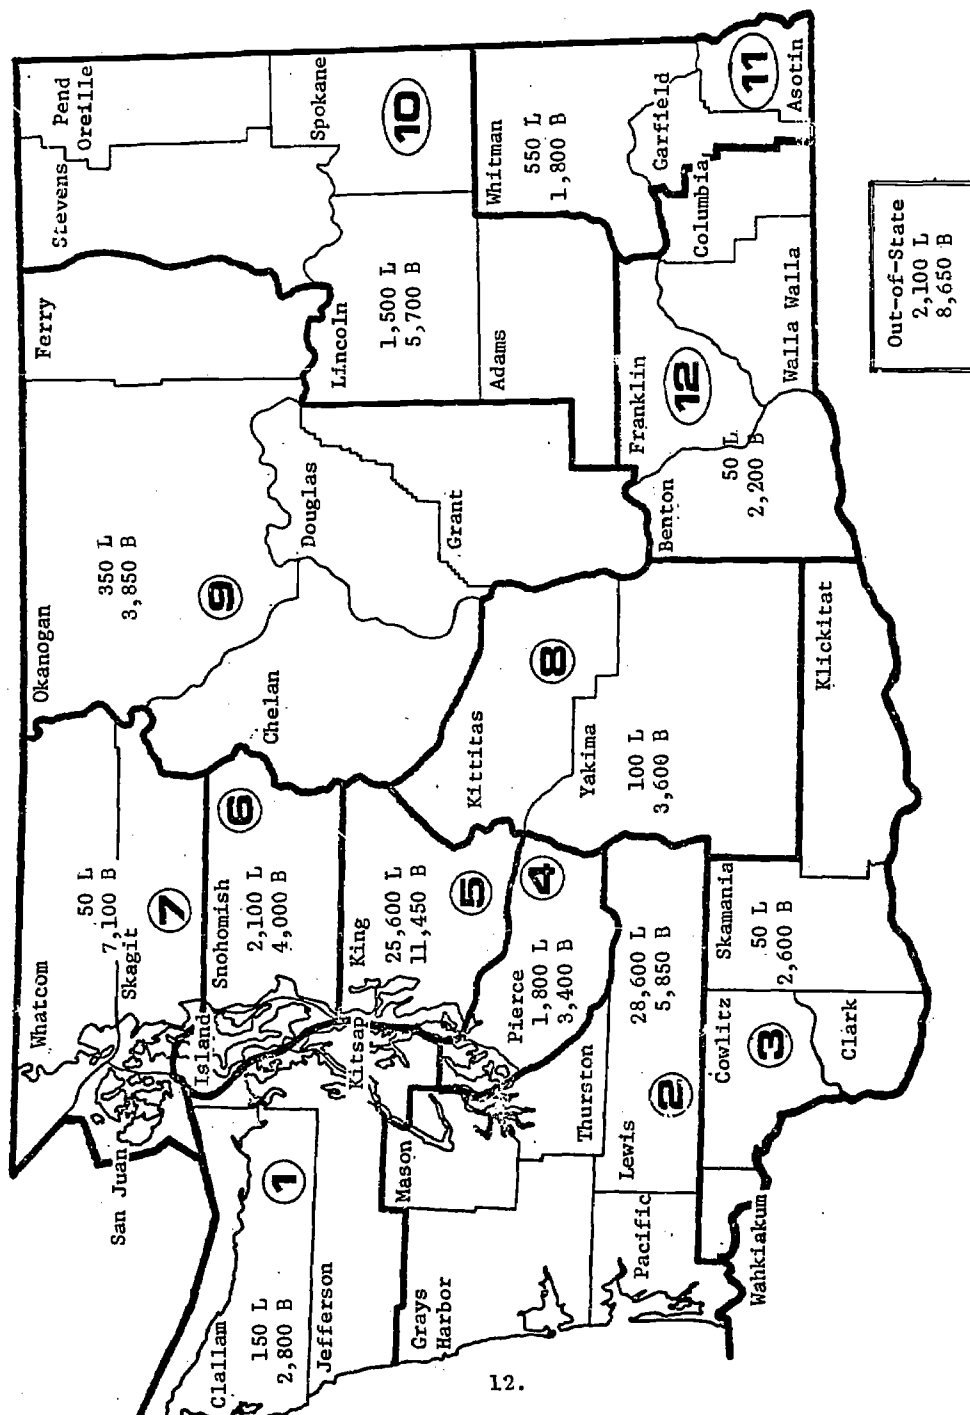 Clallam
150 L
2,800 B
1
Jefferson
Grays
Harbor
Mason
Kitsap
San Juan
Whatcom
50 L
7,100 B
Skagit
7
Island
Snohomish
2,100 L
4,000 B
6
King
25,600 L
11,450 B
5
Pierce
1,800 L
3,400 B
4
Thurston
Lewis
28,600 L
5,850 B
2
Pacific
Wahkiakum
Cowlitz
3
Clark
Skamania
50 L
2,600 B
Okanogan
350 L
3,850 B
9
Chelan
Douglas
Grant
Kittitas
8
Yakima
100 L
3,600 B
Klickitat
Ferry
Stevens
Pend
Oreille
Spokane
10
Lincoln
1,500 L
5,700 B
Adams
Whitman
550 L
1,800 B
Garfield
Columbia
11
Asotin
Franklin
12
Benton
50 L
2,200 B
Walla Walla
Out-of-State
2,100 L
8,650 B
12.